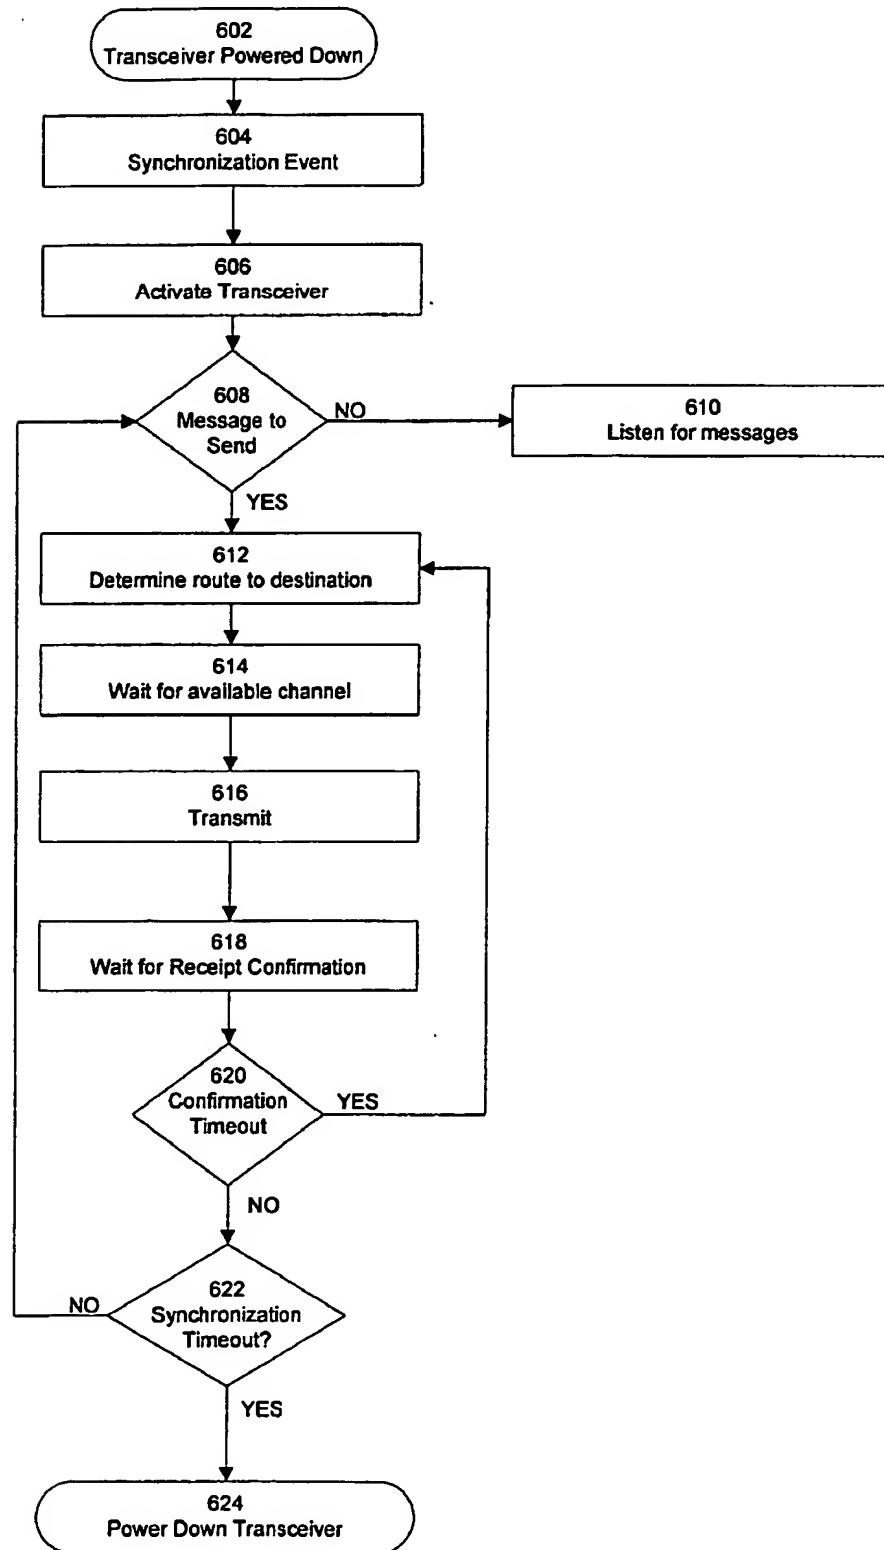 602
Transceiver Powered Down
604
Synchronization Event
606
Activate Transceiver
608
Message to
Send
NO
610
Listen for messages
YES
612
Determine route to destination
614
Wait for available channel
616
Transmit
618
Wait for Receipt Confirmation
620
Confirmation
Timeout
YES
NO
622
Synchronization
Timeout?
NO
YES
624
Power Down Transceiver